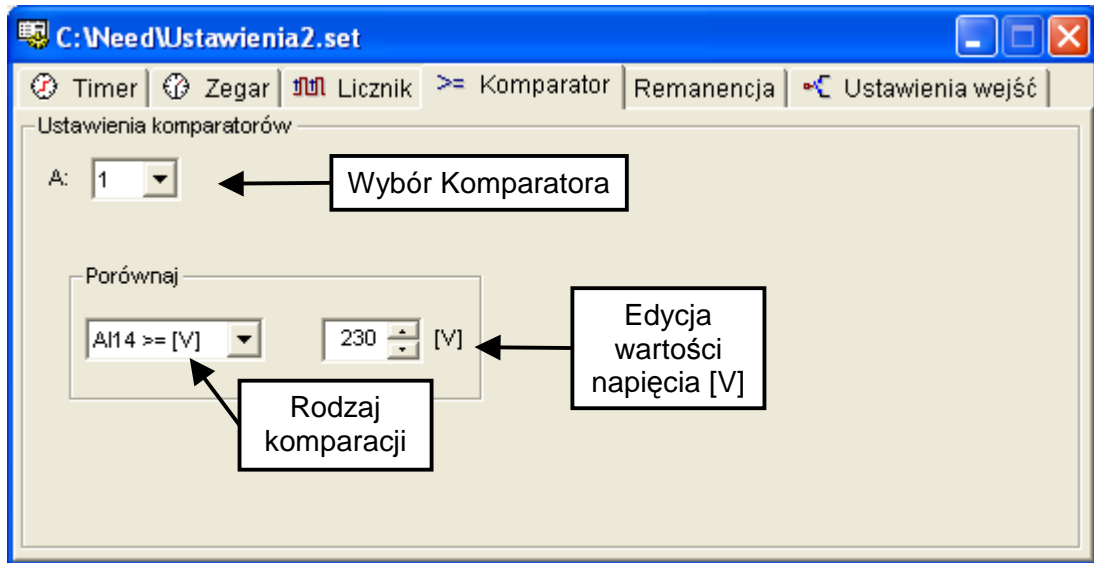 C:\Need\Ustawienia2.set
Timer Zegar Licznik >= Komparator Remanencja Ustawienia wejść
Ustawienia komparatorów
A: 1
Wybór Komparatora
Porównaj
AI14 >= [V] 230 [V]
Edycja
wartości
napięcia [V]
Rodzaj
komparacji